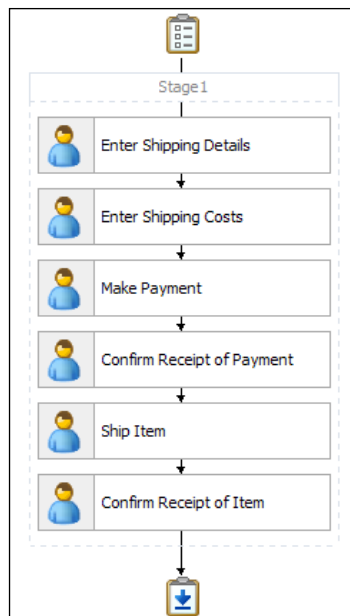 Stage1
Enter Shipping Details
Enter Shipping Costs
Make Payment
Confirm Receipt of Payment
Ship Item
Confirm Receipt of Item